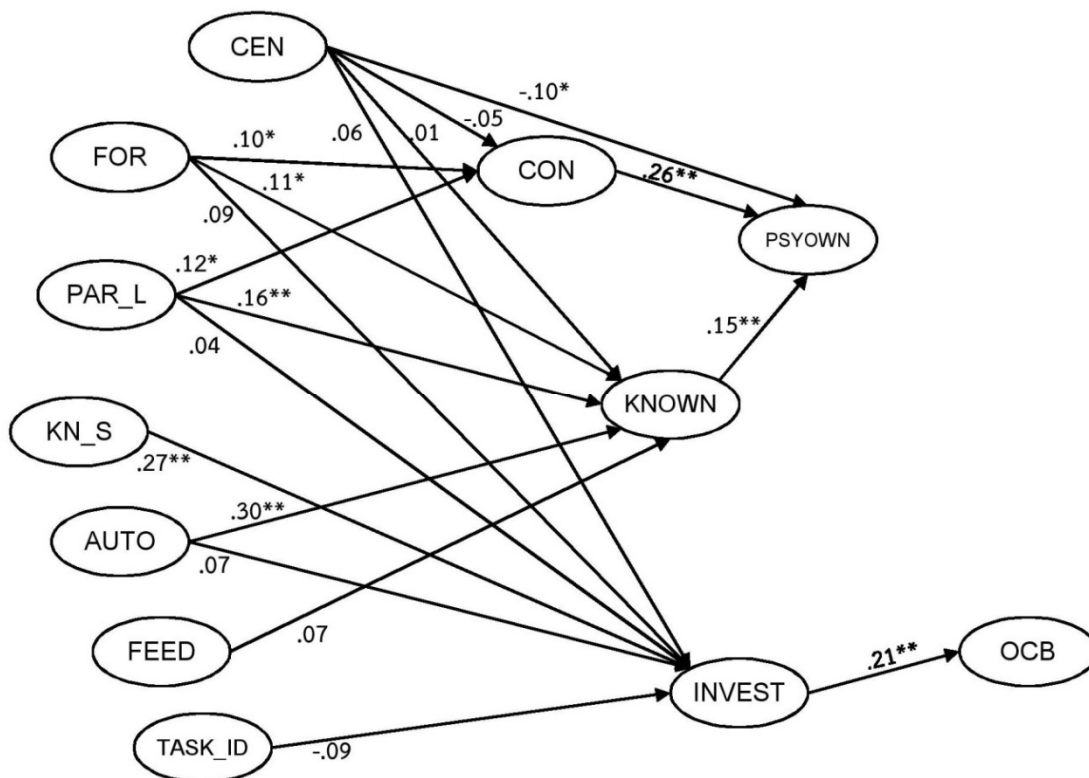 CEN
-.10*
-.05
.06
.01
FOR
.10*
CON
.26**
.11*
.09
PSYOWN
.12*
PAR_L
.16**
.15**
.04
KNOWN
KN_S
.27**
.30**
AUTO
.07
FEED
.07
.21**
OCB
INVEST
TASK_ID
-.09